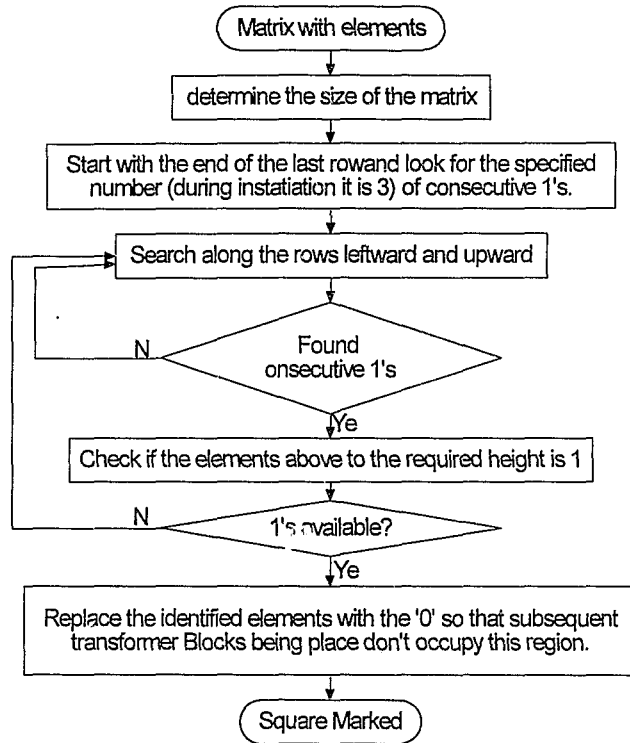 Matrix with elements
determine the size of the matrix
Start with the end of the last rowand look for the specified
number (during instatiation it is 3) of consecutive 1's.
Search along the rows leftward and upward
Found
onsecutive 1's
N
Ye
Check if the elements above to the required height is 1
N
1's available?
Ye
Replace the identified elements with the '0' so that subsequent
transformer Blocks being place don't occupy this region.
Square Marked